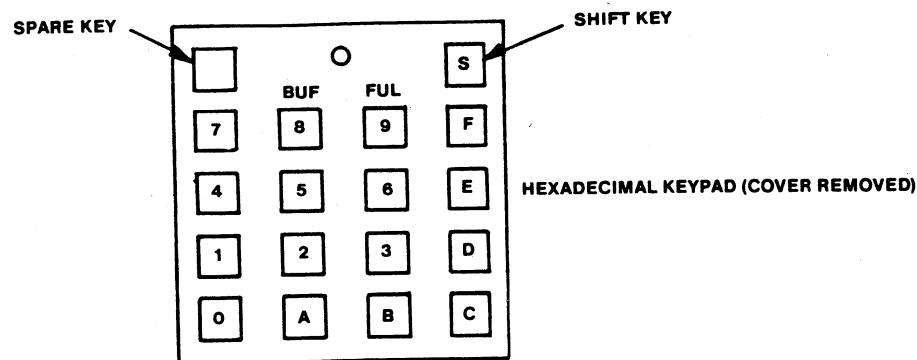 SPARE KEY
SHIFT KEY
S
BUF FUL
7 8 9 F
4 5 6 E
HEXADECIMAL KEYPAD (COVER REMOVED)
1 2 3 D
0 A B C